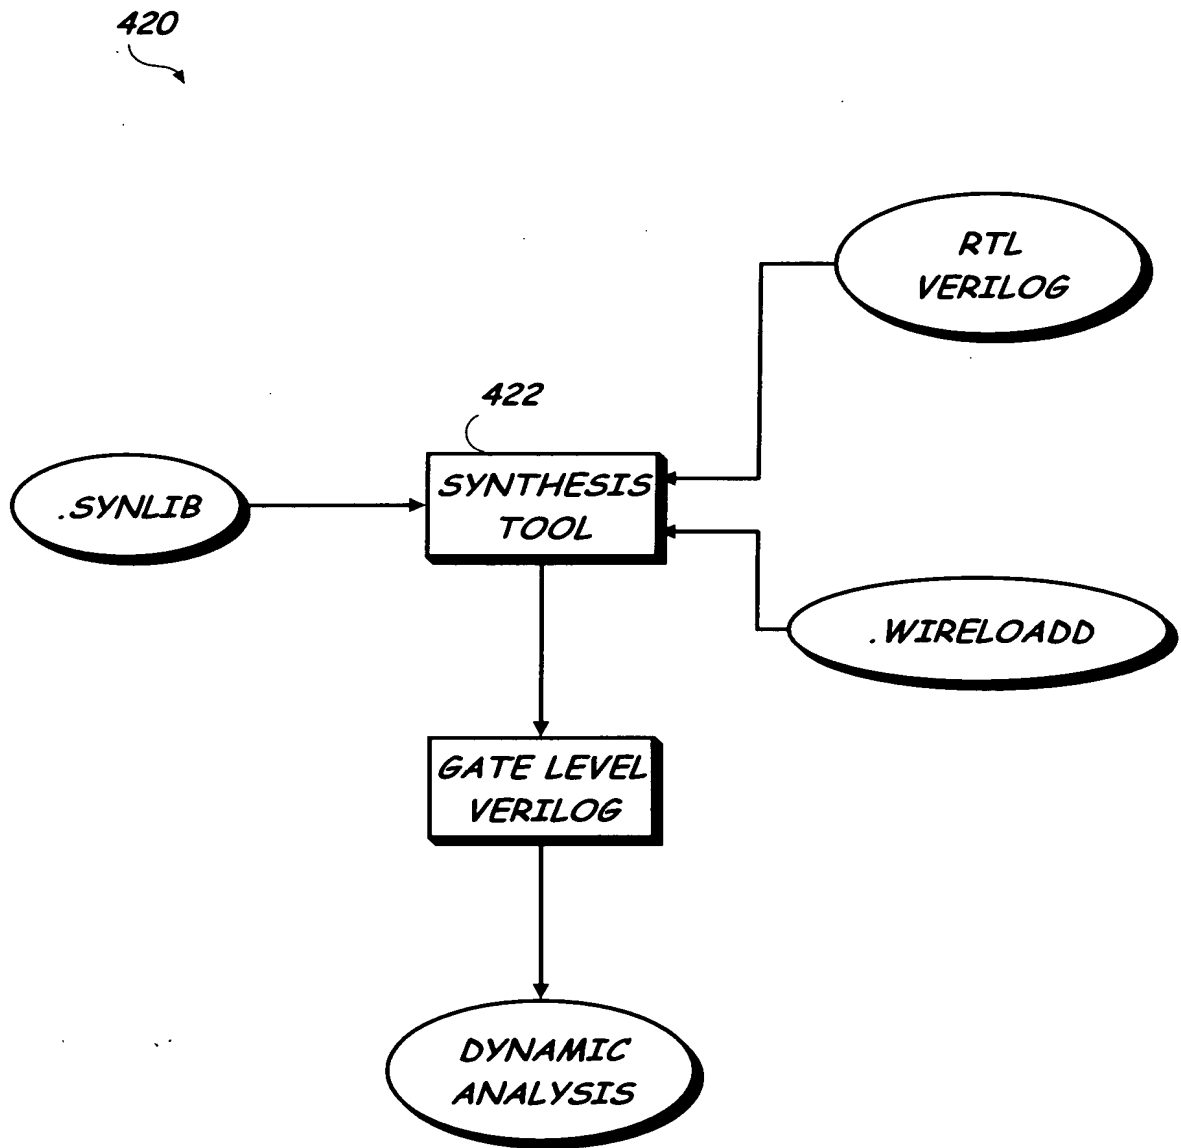 420
RTL
VERILOG
422
SYNTHESIS
TOOL
.SYNLIB
.WIRELOADD
GATE LEVEL
VERILOG
DYNAMIC
ANALYSIS